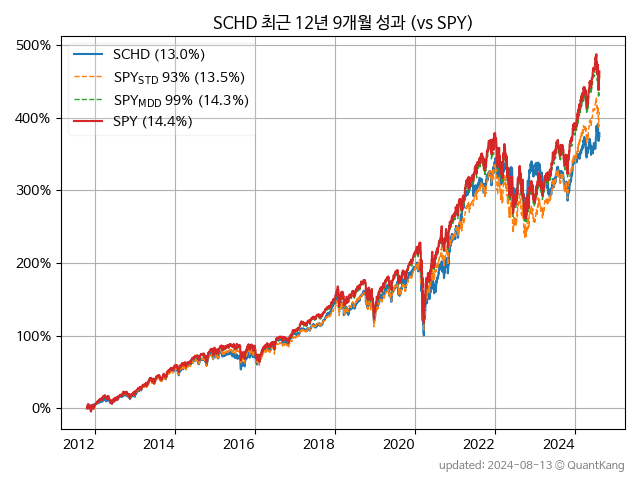 SCHD 최근 12년 9개월 성과 (vs SPY)
500%
400%
300%
200%
100%
0%
SCHD (13.0%)
SPY_STD 93% (13.5%)
SPY_MDD 99% (14.3%)
SPY (14.4%)
2012 2014 2016 2018 2020 2022 2024
updated: 2024-08-13 © QuantKang